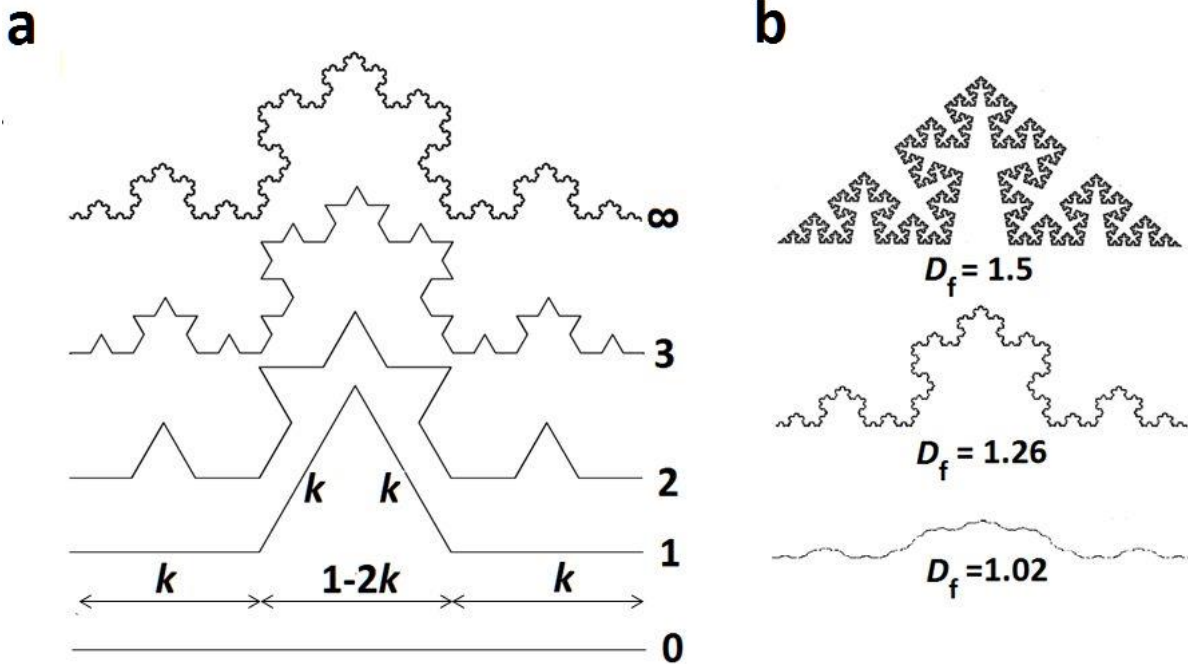 a
∞
3
2
k k
1
k 1-2k k
0
b
Df = 1.5
Df = 1.26
Df =1.02